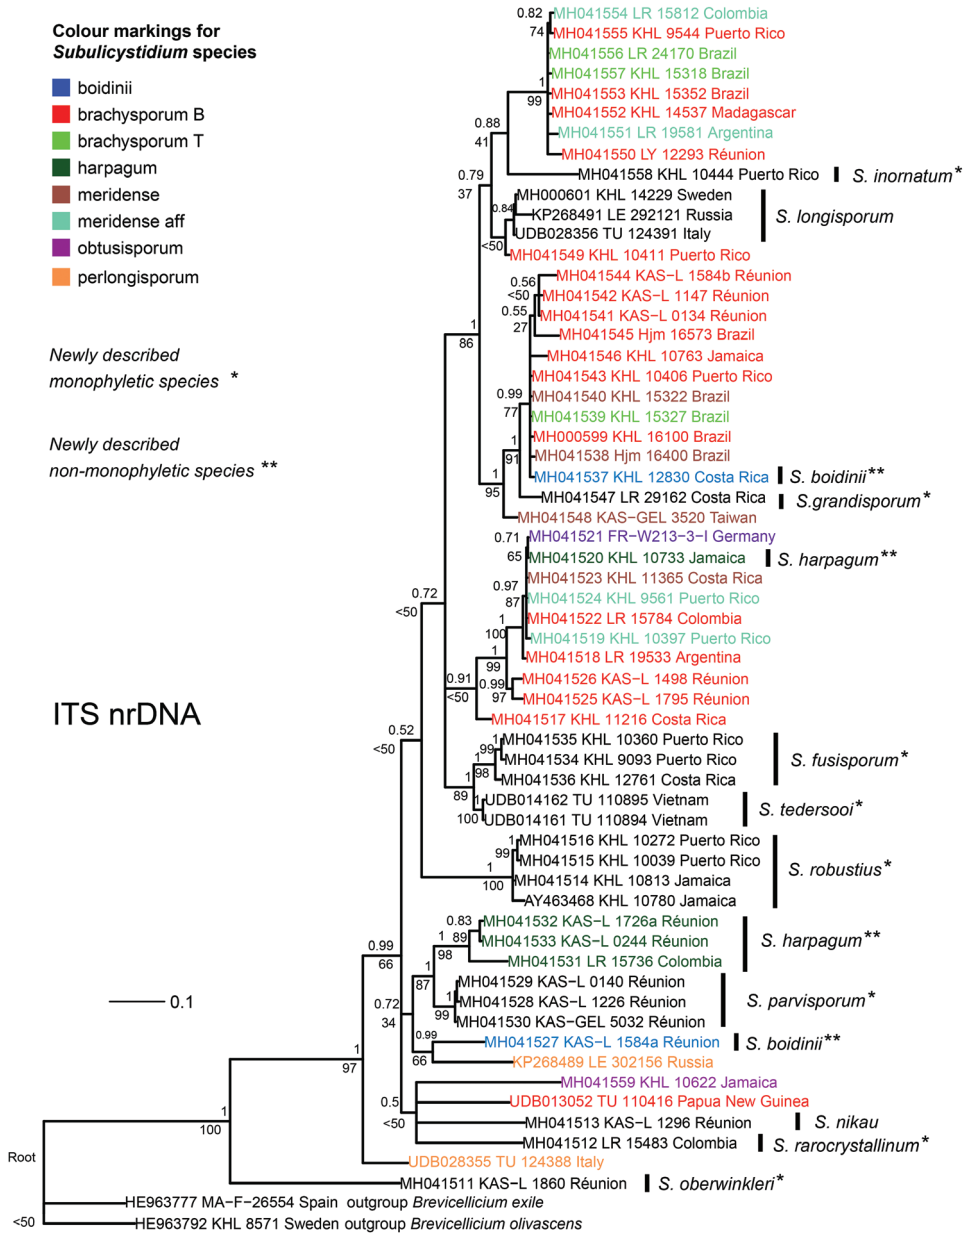 Colour markings for
Subulicystidium species
boidinii
brachysporum B
brachysporum T
harpagum
meridense
meridense aff
obtusisporum
perlongisporum
Newly described
monophyletic species *
Newly described
non-monophyletic species **
ITS nrDNA
0.1
Root
<50
1
100
1
97
0.99
66
0.52
<50
0.72
<50
1
86
0.79
37
0.88
41
1
99
0.82
74
MH041554 LR 15812 Colombia
MH041555 KHL 9544 Puerto Rico
MH041556 LR 24170 Brazil
MH041557 KHL 15318 Brazil
MH041553 KHL 15352 Brazil
MH041552 KHL 14537 Madagascar
MH041551 LR 19581 Argentina
MH041550 LY 12293 Réunion
MH041558 KHL 10444 Puerto Rico
S. inornatum*
0.84
<50
MH000601 KHL 14229 Sweden
KP268491 LE 292121 Russia
UDB028356 TU 124391 Italy
S. longisporum
MH041549 KHL 10411 Puerto Rico
0.56
<50
0.55
27
0.99
77
1
91
1
95
MH041544 KAS−L 1584b Réunion
MH041542 KAS−L 1147 Réunion
MH041541 KAS−L 0134 Réunion
MH041545 Hjm 16573 Brazil
MH041546 KHL 10763 Jamaica
MH041543 KHL 10406 Puerto Rico
MH041540 KHL 15322 Brazil
MH041539 KHL 15327 Brazil
MH000599 KHL 16100 Brazil
MH041538 Hjm 16400 Brazil
MH041537 KHL 12830 Costa Rica
S. boidinii**
MH041547 LR 29162 Costa Rica
S.grandisporum*
MH041548 KAS−GEL 3520 Taiwan
0.71
65
0.97
87
1
100
1
99
0.99
97
0.91
<50
MH041521 FR−W213−3−I Germany
MH041520 KHL 10733 Jamaica
S. harpagum**
MH041523 KHL 11365 Costa Rica
MH041524 KHL 9561 Puerto Rico
MH041522 LR 15784 Colombia
MH041519 KHL 10397 Puerto Rico
MH041518 LR 19533 Argentina
MH041526 KAS−L 1498 Réunion
MH041525 KAS−L 1795 Réunion
MH041517 KHL 11216 Costa Rica
1
99
1
98
1
89
1
100
MH041535 KHL 10360 Puerto Rico
MH041534 KHL 9093 Puerto Rico
MH041536 KHL 12761 Costa Rica
S. fusisporum*
UDB014162 TU 110895 Vietnam
UDB014161 TU 110894 Vietnam
S. tedersooi*
1
99
1
100
MH041516 KHL 10272 Puerto Rico
MH041515 KHL 10039 Puerto Rico
MH041514 KHL 10813 Jamaica
AY463468 KHL 10780 Jamaica
S. robustius*
0.83
89
1
98
1
87
1
99
0.72
34
0.99
66
MH041532 KAS−L 1726a Réunion
MH041533 KAS−L 0244 Réunion
MH041531 LR 15736 Colombia
S. harpagum**
MH041529 KAS−L 0140 Réunion
MH041528 KAS−L 1226 Réunion
MH041530 KAS−GEL 5032 Réunion
S. parvisporum*
MH041527 KAS−L 1584a Réunion
S. boidinii**
KP268489 LE 302156 Russia
0.5
<50
MH041559 KHL 10622 Jamaica
UDB013052 TU 110416 Papua New Guinea
MH041513 KAS−L 1296 Réunion
S. nikau
MH041512 LR 15483 Colombia
S. rarocrystallinum*
UDB028355 TU 124388 Italy
MH041511 KAS−L 1860 Réunion
S. oberwinkleri*
HE963777 MA−F−26554 Spain outgroup Brevicellicium exile
HE963792 KHL 8571 Sweden outgroup Brevicellicium olivascens